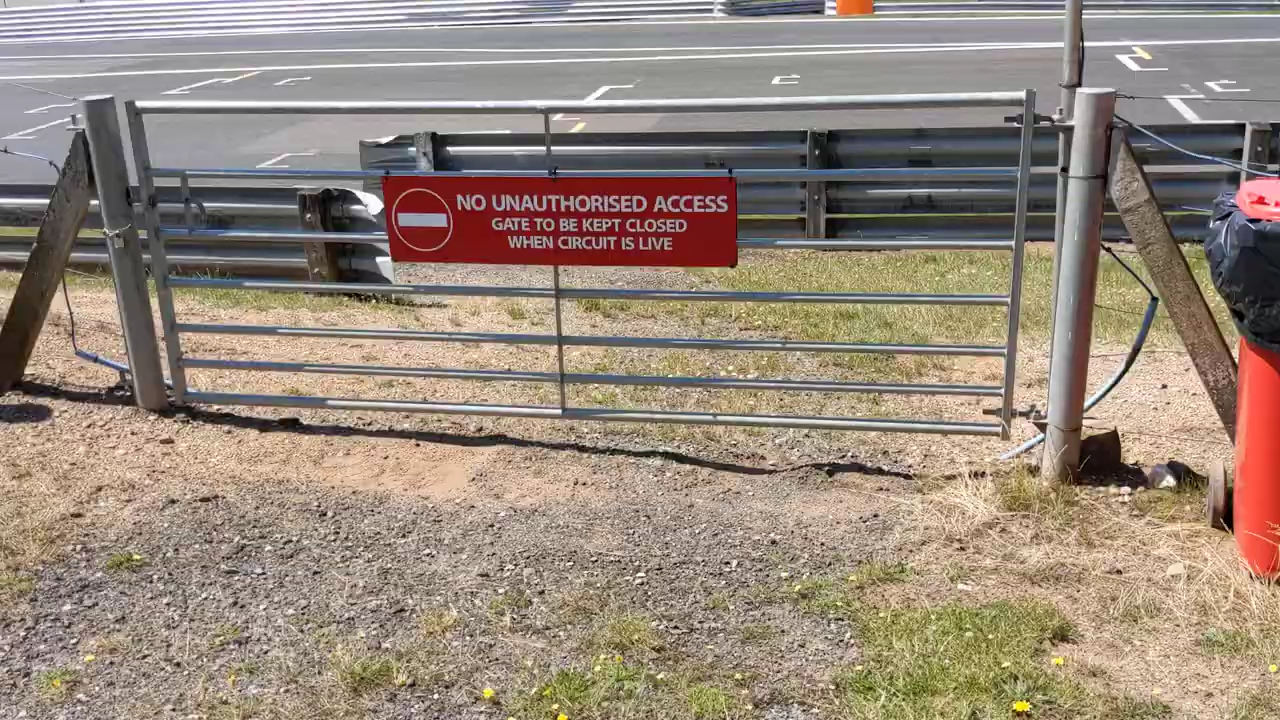 NO UNAUTHORISED ACCESS
GATE TO BE KEPT CLOSED
WHEN CIRCUIT IS LIVE